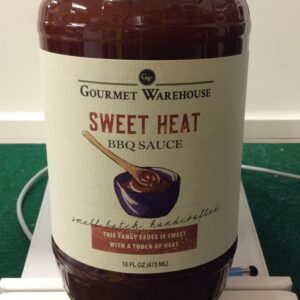 GW
GOURMET WAREHOUSE
SWEET HEAT
BBQ SAUCE
small batch, handcrafted
THIS TANGY SAUCE IS SWEET
WITH A TOUCH OF HEAT.
16 FL OZ (473 ML)